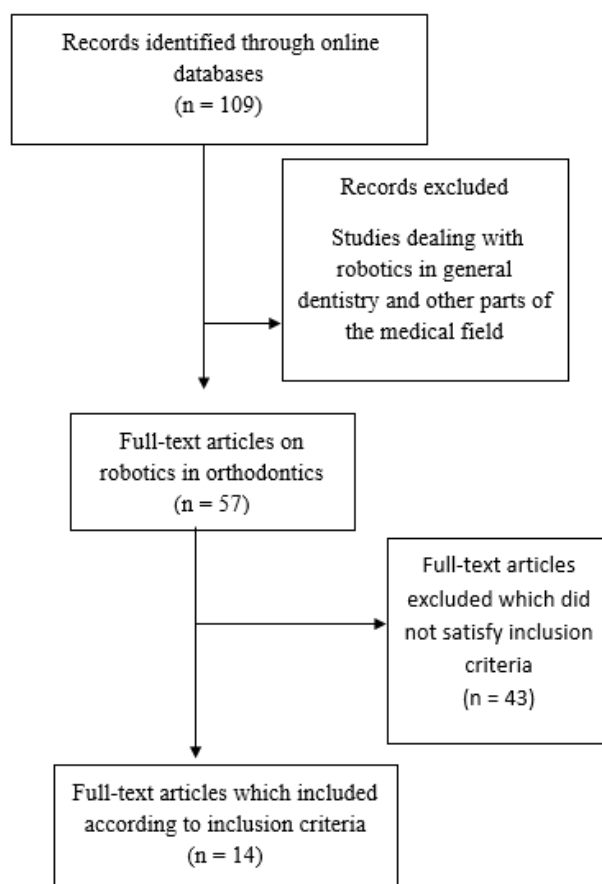 Records identified through online
databases
(n = 109)
Records excluded
Studies dealing with
robotics in general
dentistry and other parts of
the medical field
Full-text articles on
robotics in orthodontics
(n = 57)
Full-text articles
excluded which did
not satisfy inclusion
criteria
(n = 43)
Full-text articles which included
according to inclusion criteria
(n = 14)